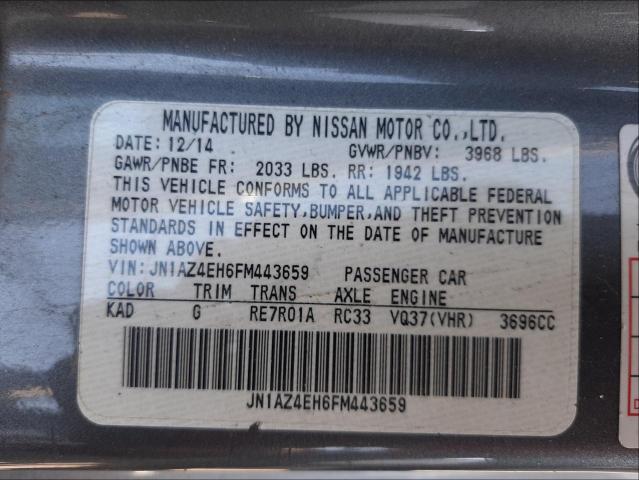 MANUFACTURED BY NISSAN MOTOR CO.,LTD.
DATE: 12/14 GVWR/PNBV: 3968 LBS.
GAWR/PNBE FR: 2033 LBS. RR: 1942 LBS.
THIS VEHICLE CONFORMS TO ALL APPLICABLE FEDERAL
MOTOR VEHICLE SAFETY,BUMPER,AND THEFT PREVENTION
STANDARDS IN EFFECT ON THE DATE OF MANUFACTURE
SHOWN ABOVE.
VIN: JN1AZ4EH6FM443659 PASSENGER CAR
COLOR TRIM TRANS AXLE ENGINE
KAD G RE7R01A RC33 VQ37(VHR) 3696CC
JN1AZ4EH6FM443659